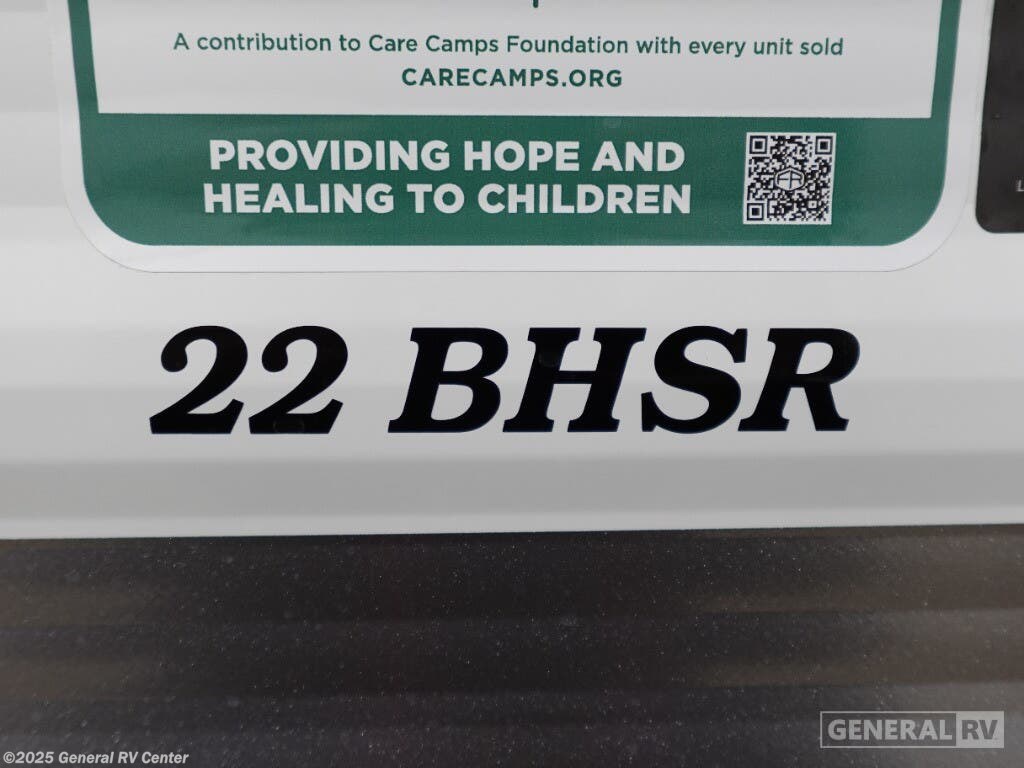 A contribution to Care Camps Foundation with every unit sold
CARECAMPS.ORG
PROVIDING HOPE AND
HEALING TO CHILDREN
22 BHSR
GENERAL RV
©2025 General RV Center